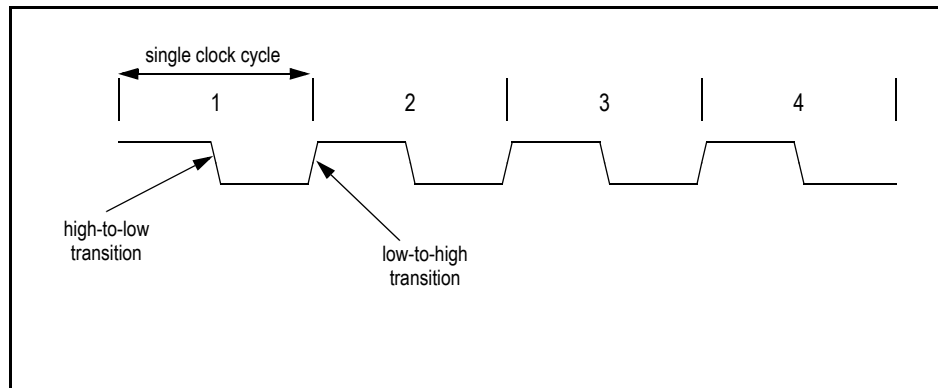 single clock cycle
1 2 3 4
high-to-low
transition
low-to-high
transition